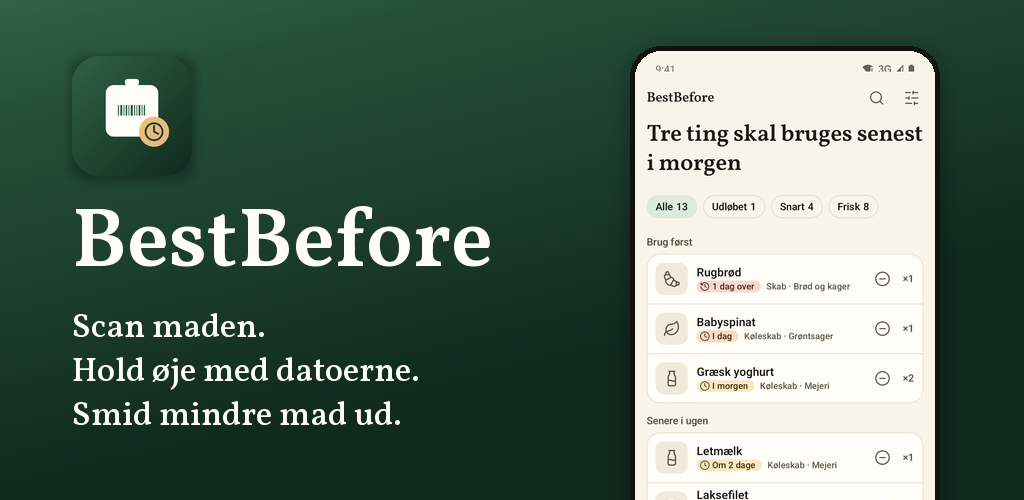 BestBefore
Scan maden.
Hold øje med datoerne.
Smid mindre mad ud.
9:41
3G
BestBefore
Tre ting skal bruges senest
i morgen
Alle 13
Udløbet 1
Snart 4
Frisk 8
Brug først
Rugbrød
1 dag over
Skab · Brød og kager
×1
Babyspinat
I dag
Køleskab · Grøntsager
×1
Græsk yoghurt
I morgen
Køleskab · Mejeri
×2
Senere i ugen
Letmælk
Om 2 dage
Køleskab · Mejeri
×1
Laksefilet